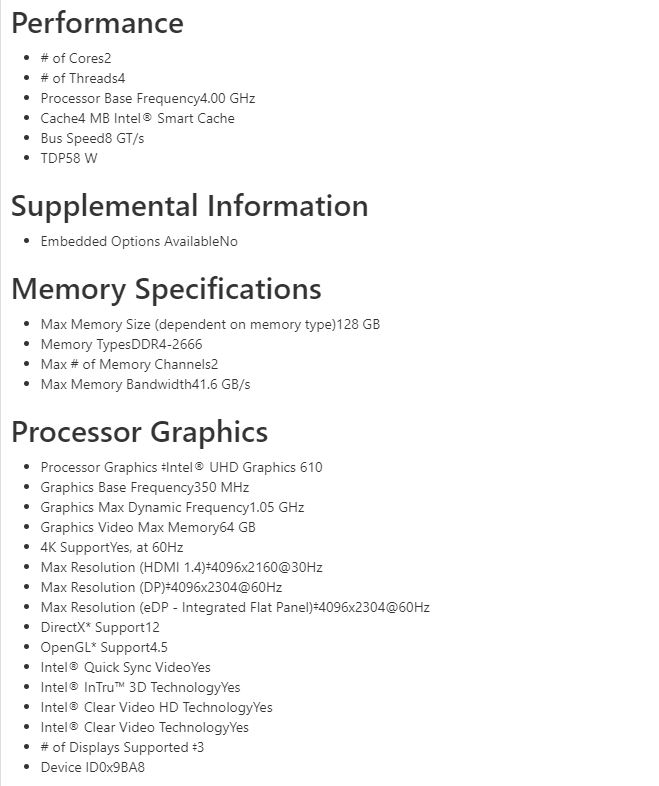 Performance
# of Cores2
# of Threads4
Processor Base Frequency4.00 GHz
Cache4 MB Intel® Smart Cache
Bus Speed8 GT/s
TDP58 W
Supplemental Information
Embedded Options AvailableNo
Memory Specifications
Max Memory Size (dependent on memory type)128 GB
Memory TypesDDR4-2666
Max # of Memory Channels2
Max Memory Bandwidth41.6 GB/s
Processor Graphics
Processor Graphics ‡Intel® UHD Graphics 610
Graphics Base Frequency350 MHz
Graphics Max Dynamic Frequency1.05 GHz
Graphics Video Max Memory64 GB
4K SupportYes, at 60Hz
Max Resolution (HDMI 1.4)‡4096x2160@30Hz
Max Resolution (DP)‡4096x2304@60Hz
Max Resolution (eDP - Integrated Flat Panel)‡4096x2304@60Hz
DirectX* Support12
OpenGL* Support4.5
Intel® Quick Sync VideoYes
Intel® InTru™ 3D TechnologyYes
Intel® Clear Video HD TechnologyYes
Intel® Clear Video TechnologyYes
# of Displays Supported ‡3
Device ID0x9BA8